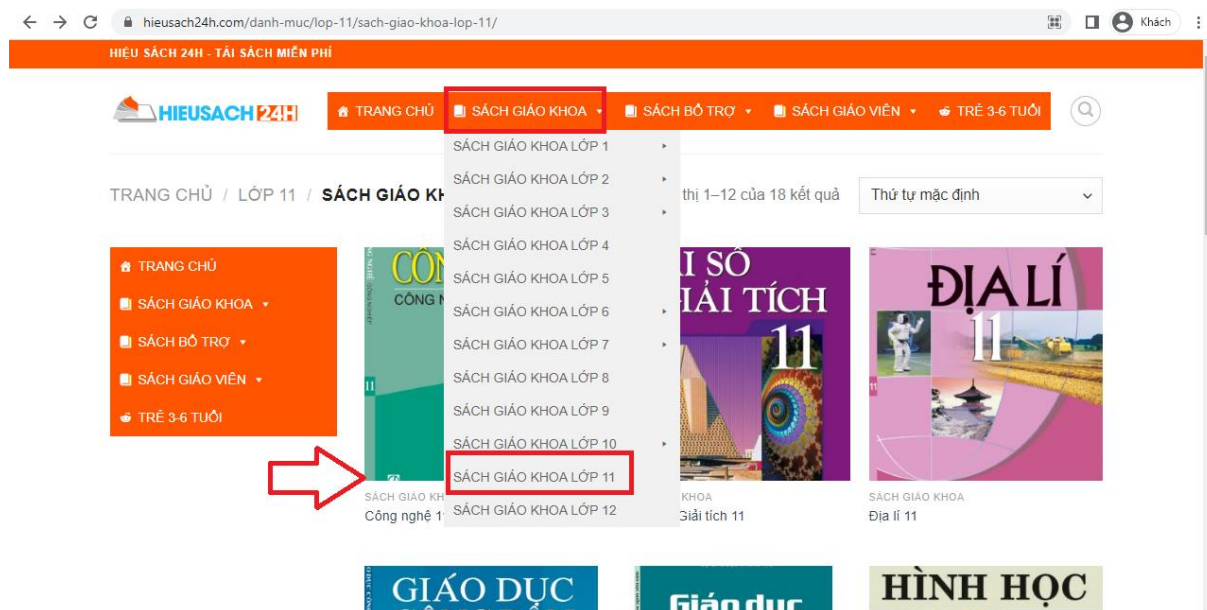 hieusach24h.com/danh-muc/lop-11/sach-giao-khoa-lop-11/
Khách
HIỆU SÁCH 24H - TẢI SÁCH MIỄN PHÍ
HIEUSACH 24H
TRANG CHỦ
SÁCH GIÁO KHOA
SÁCH BỔ TRỢ
SÁCH GIÁO VIÊN
TRẺ 3-6 TUỔI
SÁCH GIÁO KHOA LỚP 1
SÁCH GIÁO KHOA LỚP 2
SÁCH GIÁO KHOA LỚP 3
SÁCH GIÁO KHOA LỚP 4
SÁCH GIÁO KHOA LỚP 5
SÁCH GIÁO KHOA LỚP 6
SÁCH GIÁO KHOA LỚP 7
SÁCH GIÁO KHOA LỚP 8
SÁCH GIÁO KHOA LỚP 9
SÁCH GIÁO KHOA LỚP 10
SÁCH GIÁO KHOA LỚP 11
SÁCH GIÁO KHOA LỚP 12
TRANG CHỦ / LỚP 11 / SÁCH GIÁO KH
thị 1–12 của 18 kết quả
Thứ tự mặc định
TRANG CHỦ
SÁCH GIÁO KHOA
SÁCH BỔ TRỢ
SÁCH GIÁO VIÊN
TRẺ 3-6 TUỔI
CÔN
CÔNG N
11
I SỐ
IẢI TÍCH
11
ĐỊA LÍ
11
11
SÁCH GIÁO KH
Công nghệ 1
KHOA
Giải tích 11
SÁCH GIÁO KHOA
Địa lí 11
GIÁO DỤC
Giáo dục
HÌNH HỌC